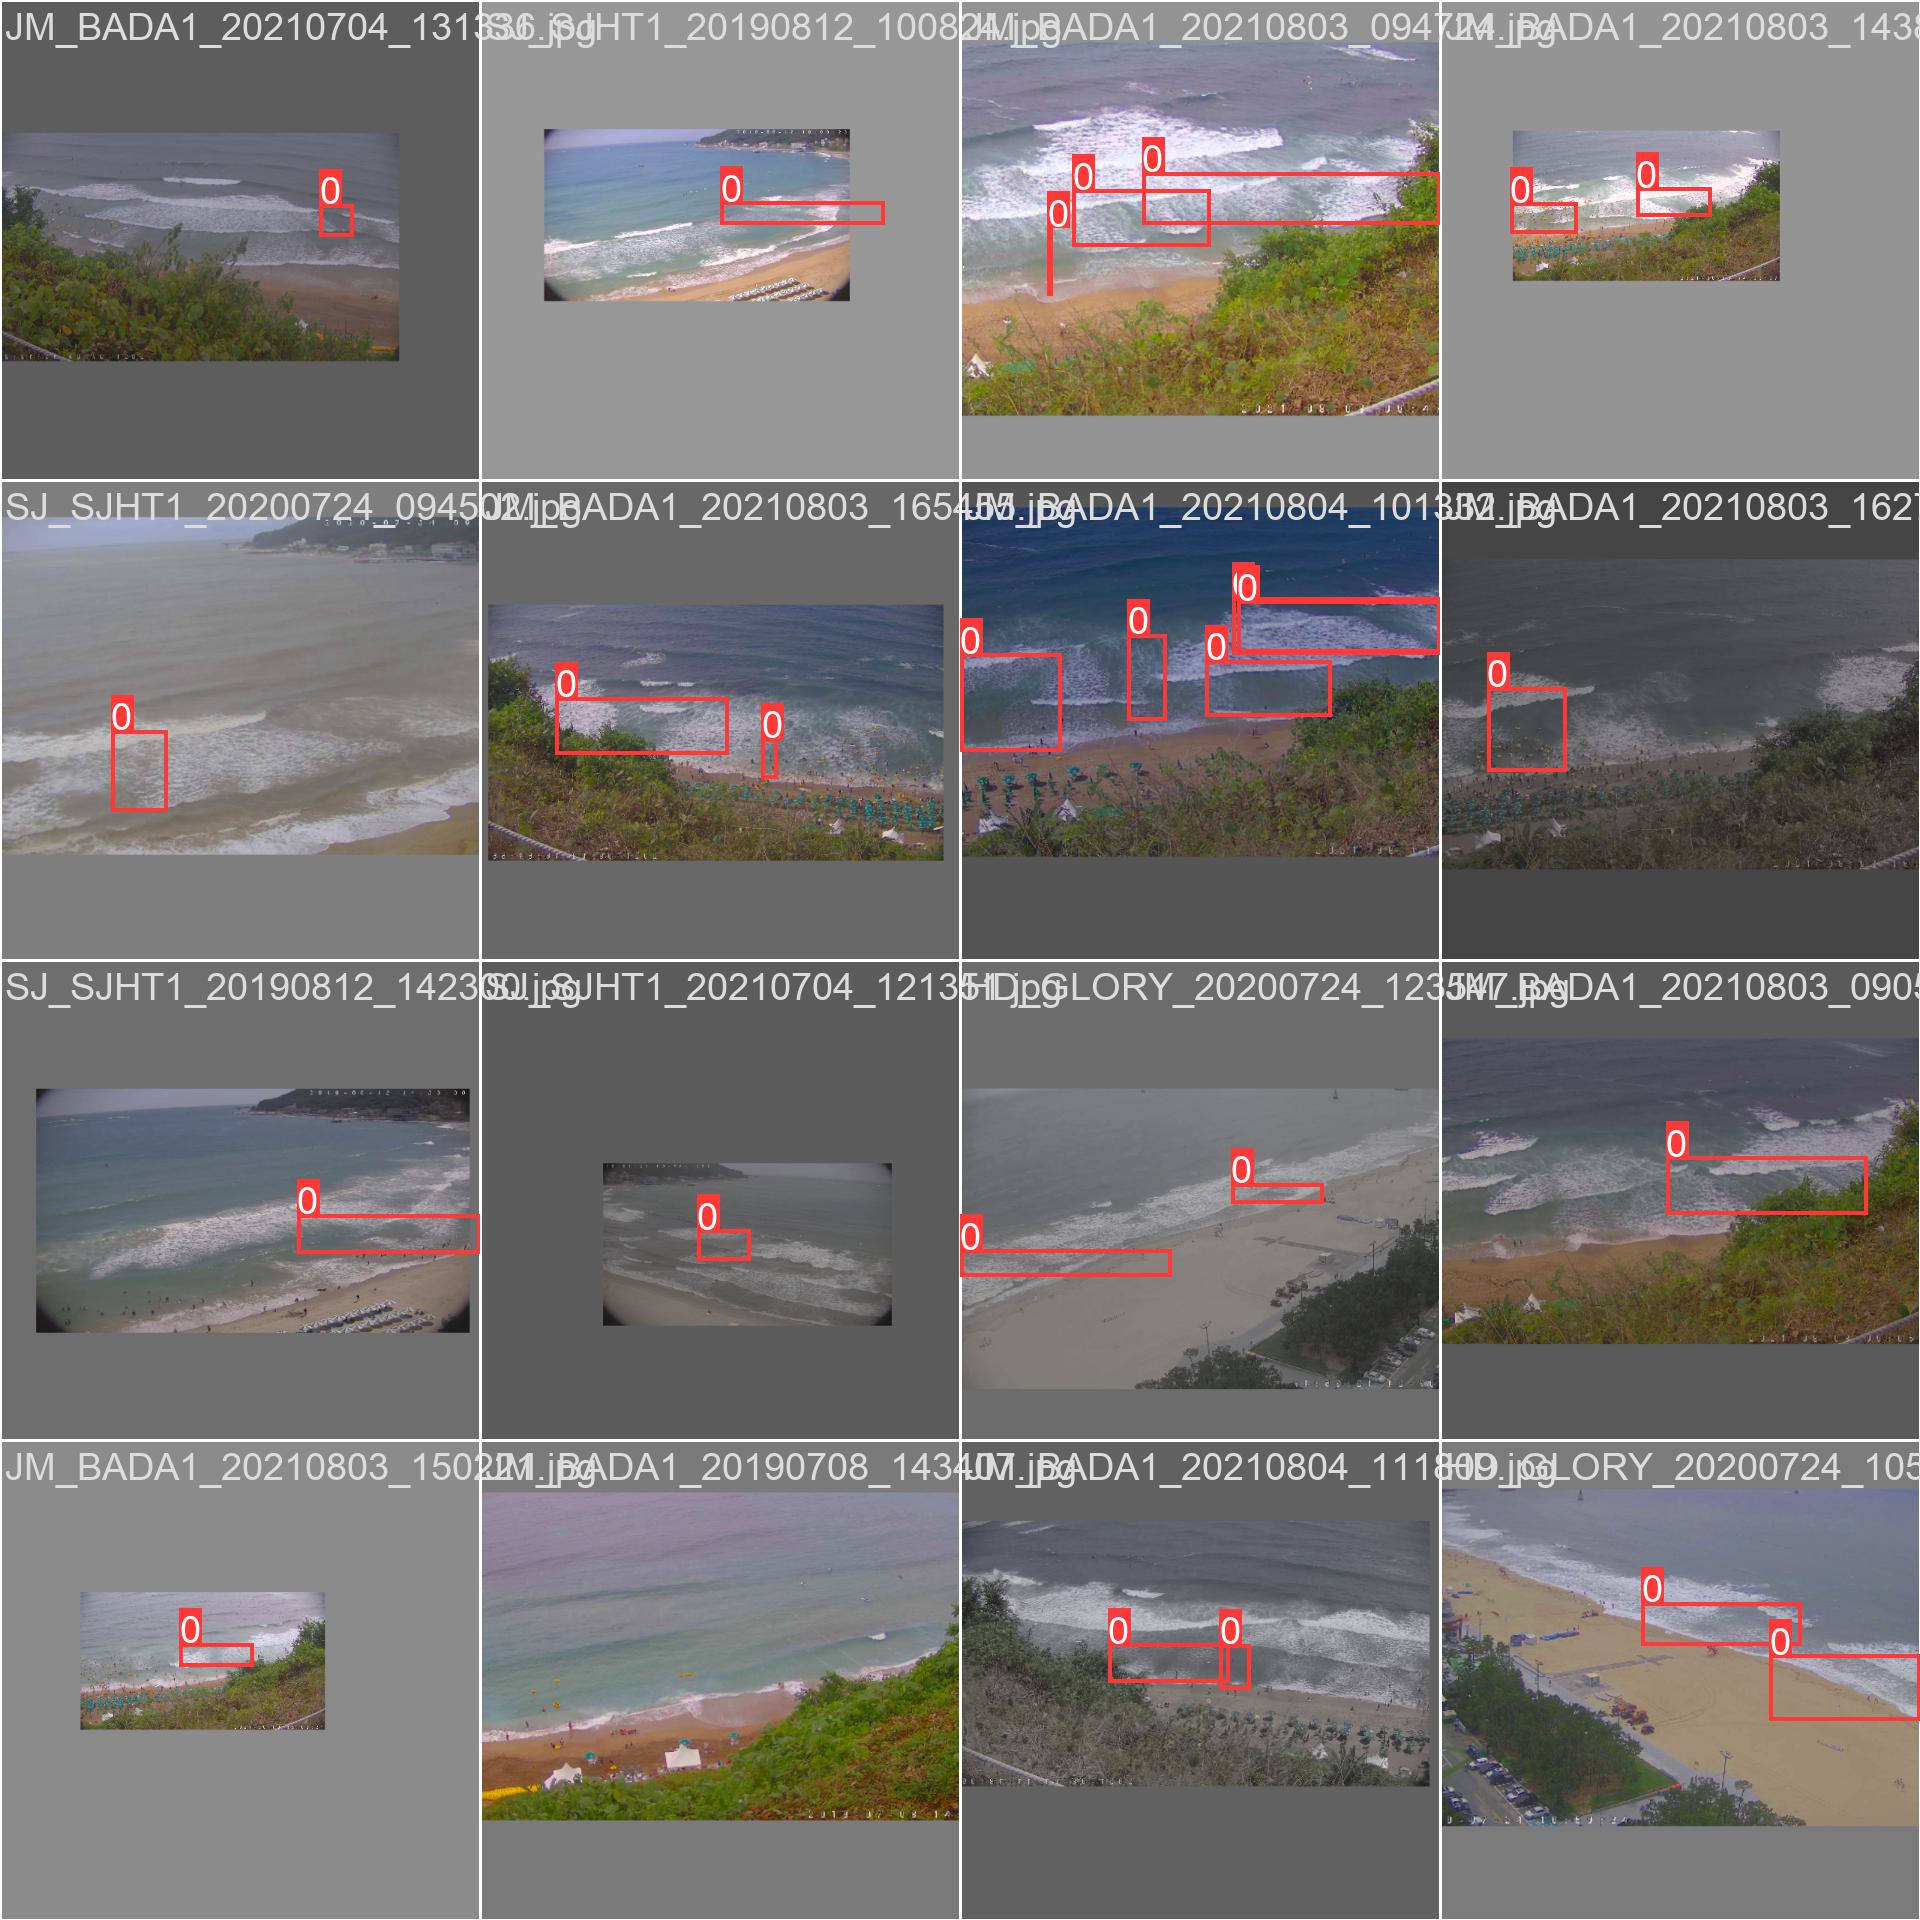 JM_BADA1_20210704_131336.jpg
SJ_SJHT1_20190812_100824.jpg
JM_BADA1_20210803_094724.jpg
JM_BADA1_20210803_1438
0
0
0
0
0
0
0
SJ_SJHT1_20200724_094502.jpg
JM_BADA1_20210803_165455.jpg
JM_BADA1_20210804_101332.jpg
JM_BADA1_20210803_1627
0
0
0
0
0
0
0
0
SJ_SJHT1_20190812_142300.jpg
SJ_SJHT1_20210704_121351.jpg
HD_GLORY_20200724_123547.jpg
JM_BADA1_20210803_0905
0
0
0
0
0
JM_BADA1_20210803_150221.jpg
JM_BADA1_20190708_143407.jpg
JM_BADA1_20210804_111809.jpg
HD_GLORY_20200724_105
0
0
0
0
0